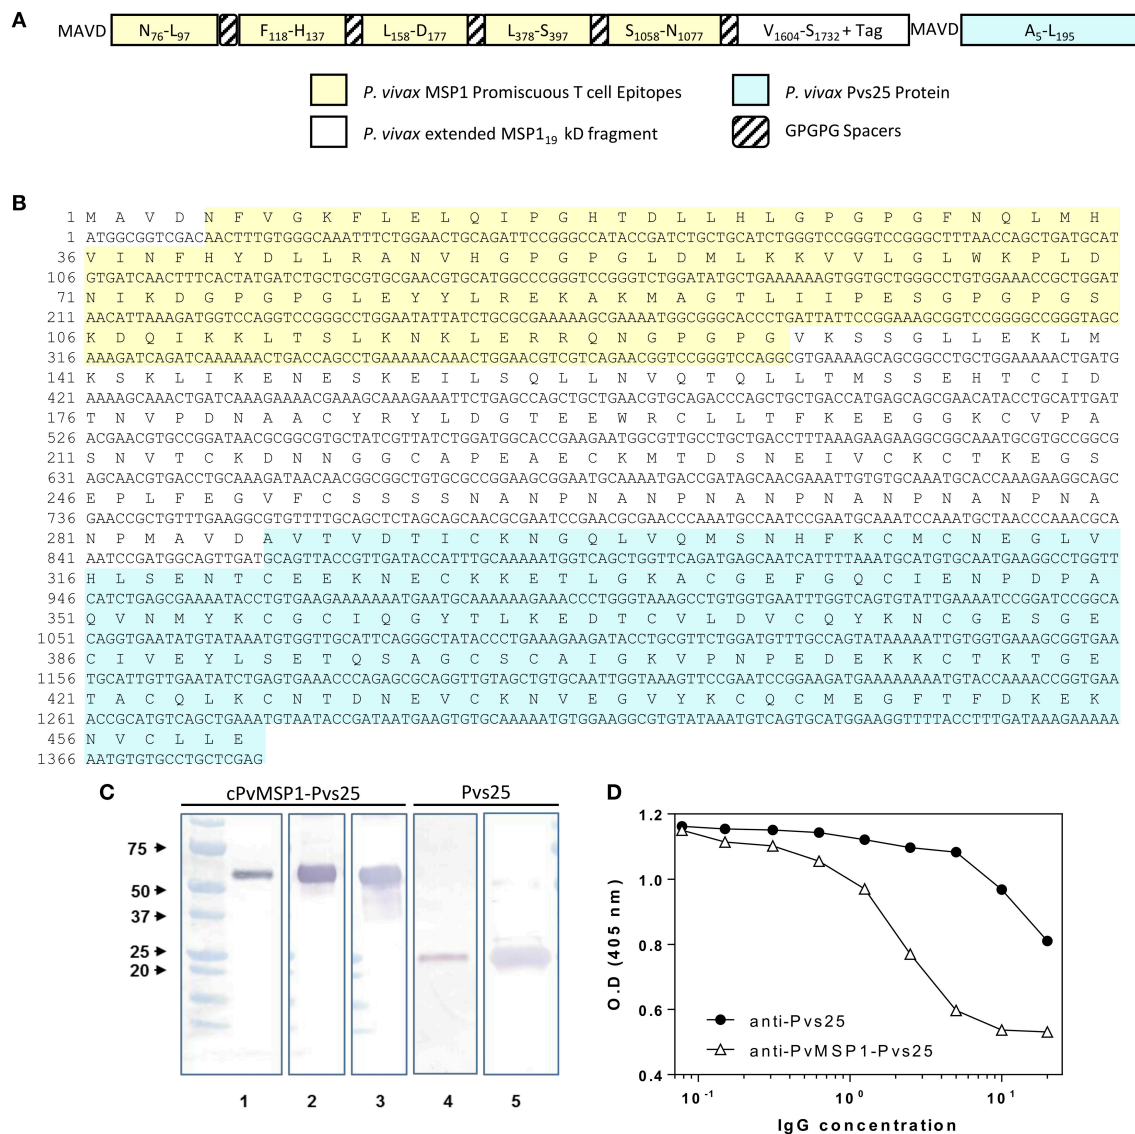 A
MAVD N76-L97 F118-H137 L158-D177 L378-S397 S1058-N1077 V1604-S1732 + Tag MAVD A5-L195
P. vivax MSP1 Promiscuous T cell Epitopes
P. vivax Pvs25 Protein
P. vivax extended MSP119 kD fragment
GPGPG Spacers
B
1 M A V D N F V G K F L E L Q I P G H T D L L H L G P G P G F N Q L M H
1 ATGGCGGTCGACAACTTTGTGGGCAAATTTCTGGAACTGCAGATTCCGGGCCATACCGATCTGCTGCATCTGGGTCCGGGTCCGGGCTTTAACCAGCTGATGCAT
36 V I N F H Y D L L R A N V H G P G P G L D M L K K V V L G L W K P L D
106 GTGATCAACTTTCACTATGATCTGCTGCGTGCGAACGTGCATGGCCCGGGTCCGGGTCTGGATATGCTGAAAAAAGTGGTGCTGGGCCTGTGGAAACCGCTGGAT
71 N I K D G P G P G L E Y Y L R E K A K M A G T L I I P E S G P G P G S
211 AACATTAAAGATGGTCCAGGTCCGGGCCTGGAATATTATCTGCGCGAAAAAGCGAAAATGGCGGGCACCCTGATTATTCCGGAAAGCGGTCCGGGGCCGGGTAGC
106 K D Q I K K L T S L K N K L E R R Q N G P G P G V K S S G L L E K L M
316 AAAGATCAGATCAAAAAACTGACCAGCCTGAAAAACAAACTGGAACGTCGTCAGAACGGTCCGGGTCCAGGCGTGAAAAGCAGCGGCCTGCTGGAAAAACTGATG
141 K S K L I K E N E S K E I L S Q L L N V Q T Q L L T M S S E H T C I D
421 AAAAGCAAACTGATCAAAGAAAACGAAAGCAAAGAAATTCTGAGCCAGCTGCTGAACGTGCAGACCCAGCTGCTGACCATGAGCAGCGAACATACCTGCATTGAT
176 T N V P D N A A C Y R Y L D G T E E W R C L L T F K E E G G K C V P A
526 ACGAACGTGCCGGATAACGCGGCGTGCTATCGTTATCTGGATGGCACCGAAGAATGGCGTTGCCTGCTGACCTTTAAAGAAGAAGGCGGCAAATGCGTGCCGGCG
211 S N V T C K D N N G G C A P E A E C K M T D S N E I V C K C T K E G S
631 AGCAACGTGACCTGCAAAGATAACAACGGCGGCTGTGCGCCGGAAGCGGAATGCAAAATGACCGATAGCAACGAAATTGTGTGCAAATGCACCAAAGAAGGCAGC
246 E P L F E G V F C S S S S N A N P N A N P N A N P N A N P N A N P N A
736 GAACCGCTGTTTGAAGGCGTGTTTTGCAGCTCTAGCAGCAACGCGAATCCGAACGCGAACCCAAATGCCAATCCGAATGCAAATCCAAATGCTAACCCAAACGCA
281 N P M A V D A V T V D T I C K N G Q L V Q M S N H F K C M C N E G L V
841 AATCCGATGGCAGTTGATGCAGTTACCGTTGATACCATTTGCAAAAATGGTCAGCTGGTTCAGATGAGCAATCATTTTAAATGCATGTGCAATGAAGGCCTGGTT
316 H L S E N T C E E K N E C K K E T L G K A C G E F G Q C I E N P D P A
946 CATCTGAGCGAAAATACCTGTGAAGAAAAAAATGAATGCAAAAAAGAAACCCTGGGTAAAGCCTGTGGTGAATTTGGTCAGTGTATTGAAAATCCGGATCCGGCA
351 Q V N M Y K C G C I Q G Y T L K E D T C V L D V C Q Y K N C G E S G E
1051 CAGGTGAATATGTATAAATGTGGTTGCATTCAGGGCTATACCCTGAAAGAAGATACCTGCGTTCTGGATGTTTGCCAGTATAAAAATTGTGGTGAAAGCGGTGAA
386 C I V E Y L S E T Q S A G C S C A I G K V P N P E D E K K C T K T G E
1156 TGCATTGTTGAATATCTGAGTGAAACCCAGAGCGCAGGTTGTAGCTGTGCAATTGGTAAAGTTCCGAATCCGGAAGATGAAAAAAAATGTACCAAAACCGGTGAA
421 T A C Q L K C N T D N E V C K N V E G V Y K C Q C M E G F T F D K E K
1261 ACCGCATGTCAGCTGAAATGTAATACCGATAATGAAGTGTGCAAAAATGTGGAAGGCGTGTATAAATGTCAGTGCATGGAAGGTTTTACCTTTGATAAAGAAAAA
456 N V C L L E
1366 AATGTGTGCCTGCTCGAG
C
cPvMSP1-Pvs25 Pvs25
75
50
37
25
20
1 2 3 4 5
D
1.2
1.0
0.8
0.6
0.4
O.D (405 nm)
anti-Pvs25
anti-PvMSP1-Pvs25
10-1 100 101
IgG concentration